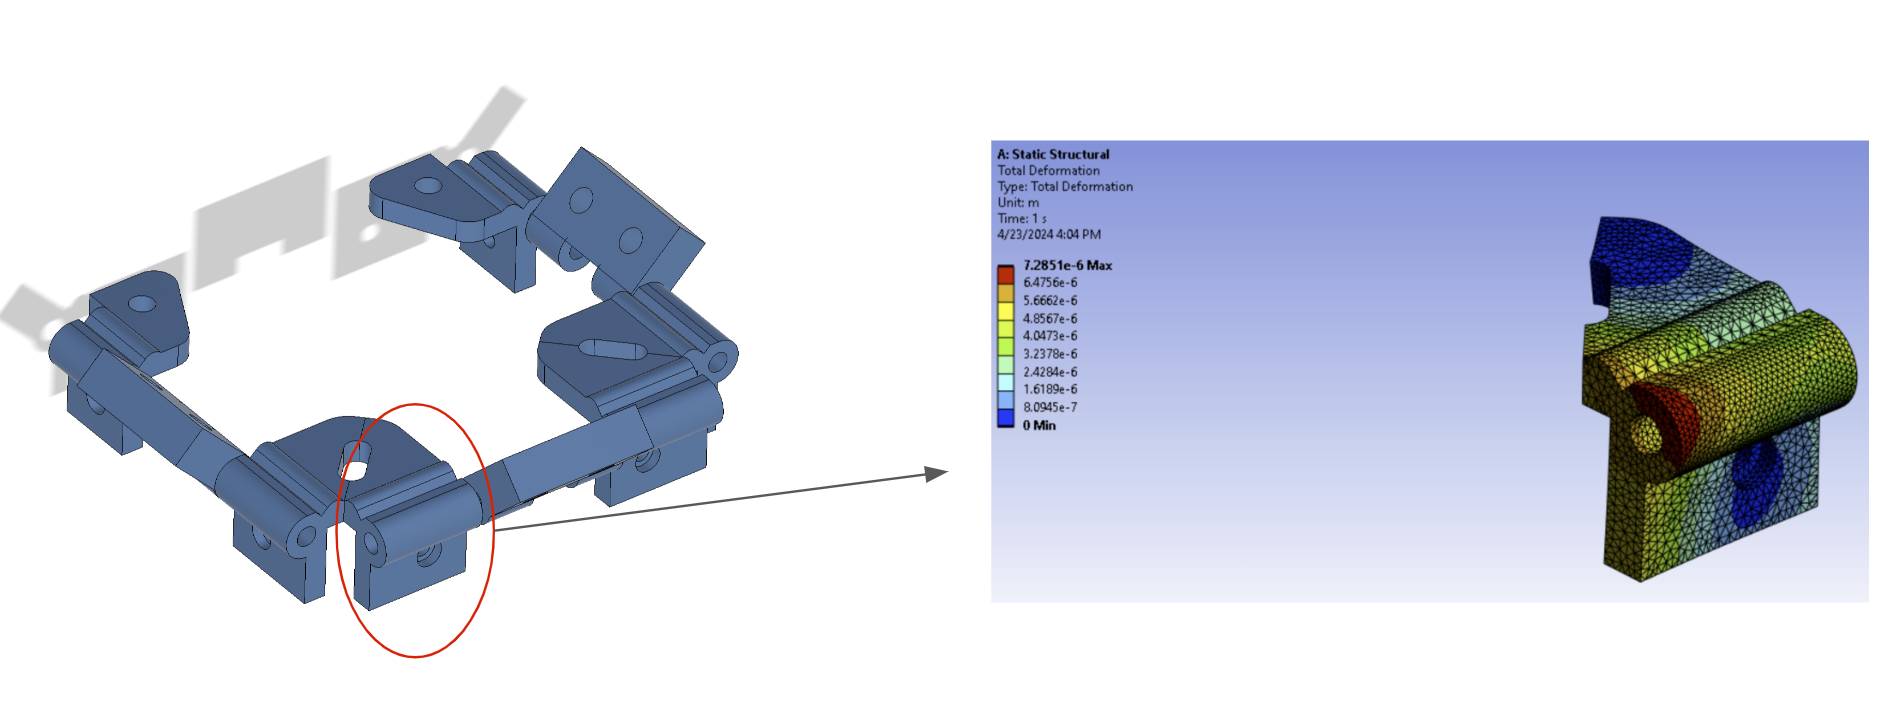 A: Static Structural
Total Deformation
Type: Total Deformation
Unit: m
Time: 1 s
4/23/2024 4:04 PM
7.2851e-6 Max
6.4756e-6
5.6662e-6
4.8567e-6
4.0473e-6
3.2378e-6
2.4284e-6
1.6189e-6
8.0945e-7
0 Min